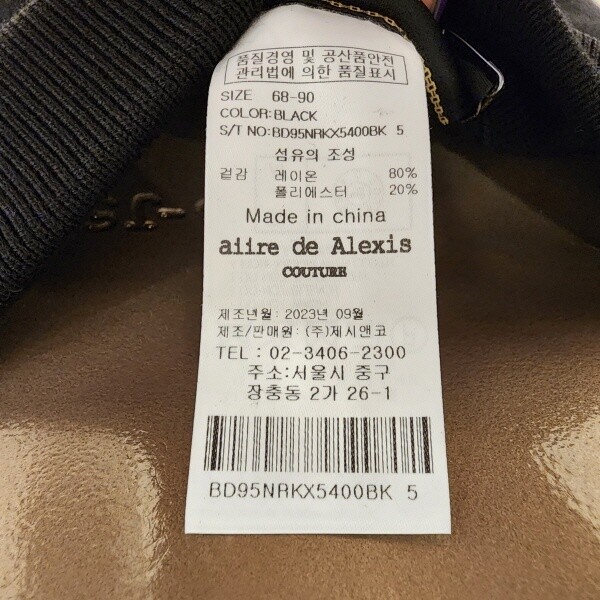 품질경영 및 공산품안전
관리법에 의한 품질표시
SIZE 68-90
COLOR:BLACK
S/T NO:BD95NRKX5400BK 5
섬유의 조성
겉감 레이온 80%
폴리에스터 20%
Made in china
aiire de Alexis
COUTURE
제조년월: 2023년 09월
제조/판매원: (주)제시앤코
TEL : 02-3406-2300
주소:서울시 중구
장충동 2가 26-1
BD95NRKX5400BK 5